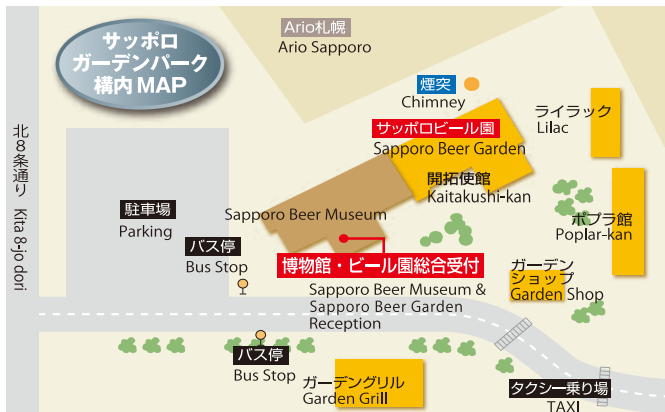 サッポロ
ガーデンパーク
構内 MAP
Ario札幌
Ario Sapporo
煙突
Chimney
ライラック
Lilac
サッポロビール園
Sapporo Beer Garden
開拓使館
Kaitakushi-kan
北8条通り Kita 8-jo dori
駐車場
Parking
Sapporo Beer Museum
ポプラ館
Poplar-kan
バス停
Bus Stop
博物館・ビール園総合受付
Sapporo Beer Museum &
Sapporo Beer Garden
Reception
ガーデン
ショップ
Garden Shop
バス停
Bus Stop
ガーデングリル
Garden Grill
タクシー乗り場
TAXI